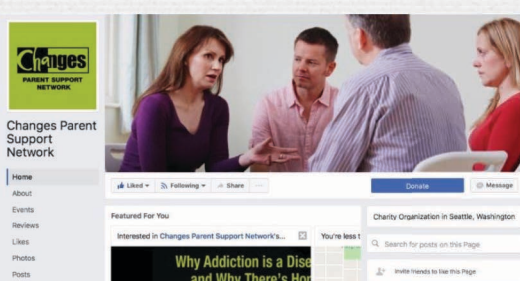 Changes
PARENT SUPPORT
NETWORK
Changes Parent
Support
Network
Home
About
Events
Reviews
Likes
Photos
Posts
Liked
Following
Share
Donate
Message
Featured For You
Interested in Changes Parent Support Network's...
You're less t
Why Addiction is a Dise
and Why There's Hop
Charity Organization in Seattle, Washington
Search for posts on this Page
Invite friends to like this Page